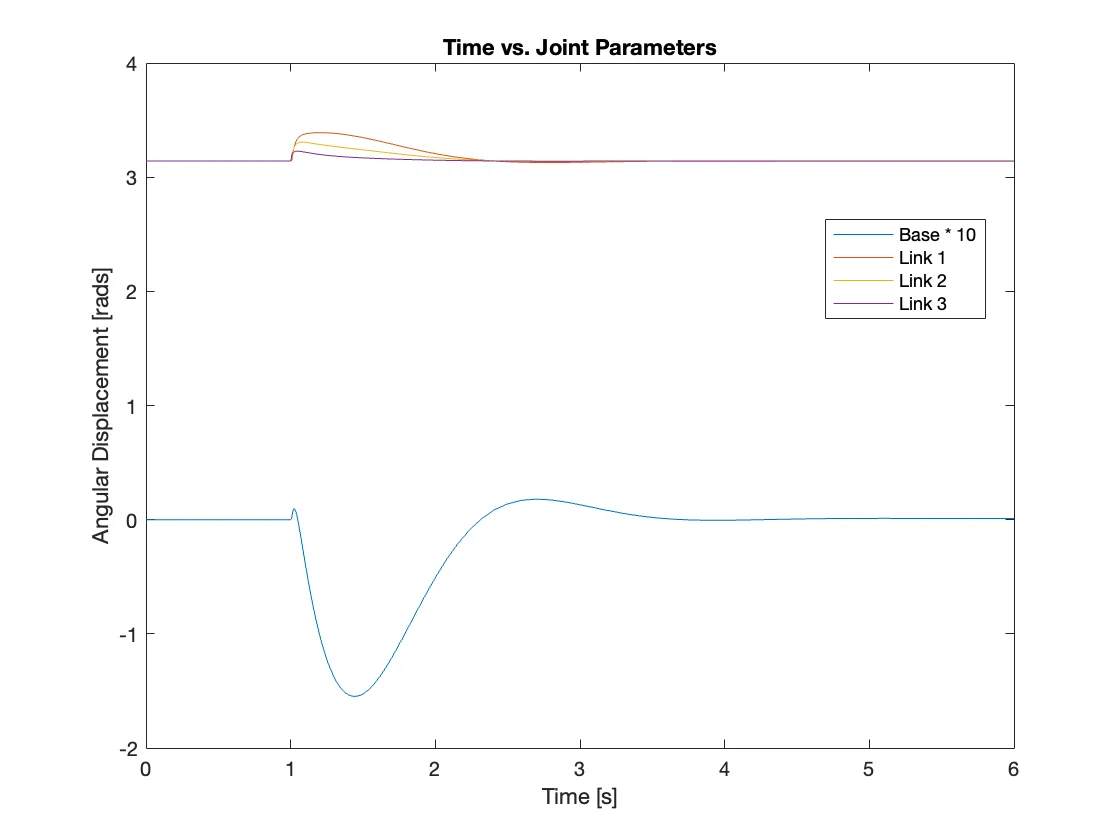 Time vs. Joint Parameters
4
3
2
1
0
-1
-2
Angular Displacement [rads]
Base * 10
Link 1
Link 2
Link 3
0 1 2 3 4 5 6
Time [s]